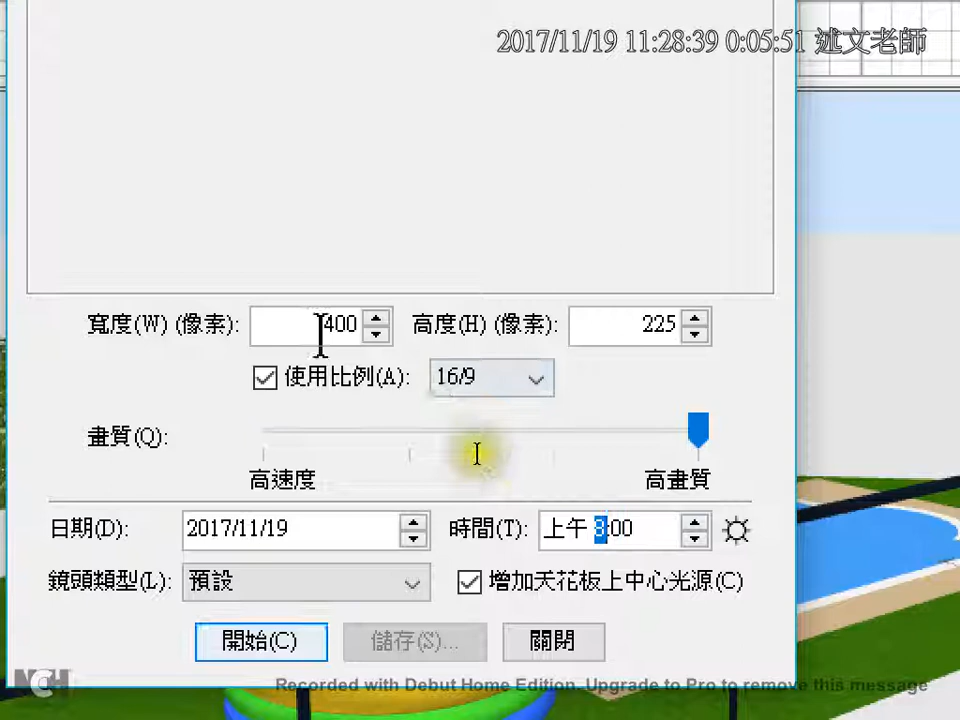 2017/11/19 11:28:39 0:05:51 述文老師
寬度(W) (像素): 400 高度(H) (像素): 225
使用比例(A): 16/9
畫質(Q):
高速度 高畫質
日期(D): 2017/11/19 時間(T): 上午 8:00
鏡頭類型(L): 預設 增加天花板上中心光源(C)
開始(C) 儲存(S)... 關閉
NCH Recorded with Debut Home Edition. Upgrade to Pro to remove this message